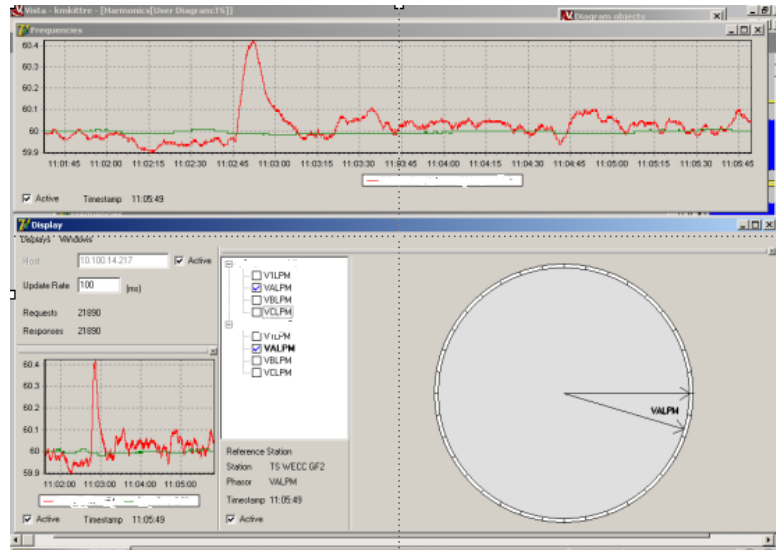 Vista - kmkittre - [Harmonics[User Diagram:TS]]
Diagram objects
Frequencies
60.4
60.3
60.2
60.1
60
59.9
11:01:45 11:02:00 11:02:15 11:02:30 11:02:45 11:03:00 11:03:15 11:03:30 11:03:45 11:04:00 11:04:15 11:04:30 11:04:45 11:05:00 11:05:15 11:05:30 11:05:45
Active Timestamp 11:05:49
Display
Displays Windows
Host 10.100.14.217 Active
Update Rate 100 (ms)
Requests 21890
Responses 21890
V1LPM
VALPM
VBLPM
VCLPM
V1LPM
VALPM
VBLPM
VCLPM
VALPM
60.4
60.3
60.2
60.1
60
59.9
11:02:00 11:03:00 11:04:00 11:05:00
Active Timestamp 11:05:49
Reference Station
Station TS WECC GF2
Phasor VALPM
Timestamp 11:05:49
Active